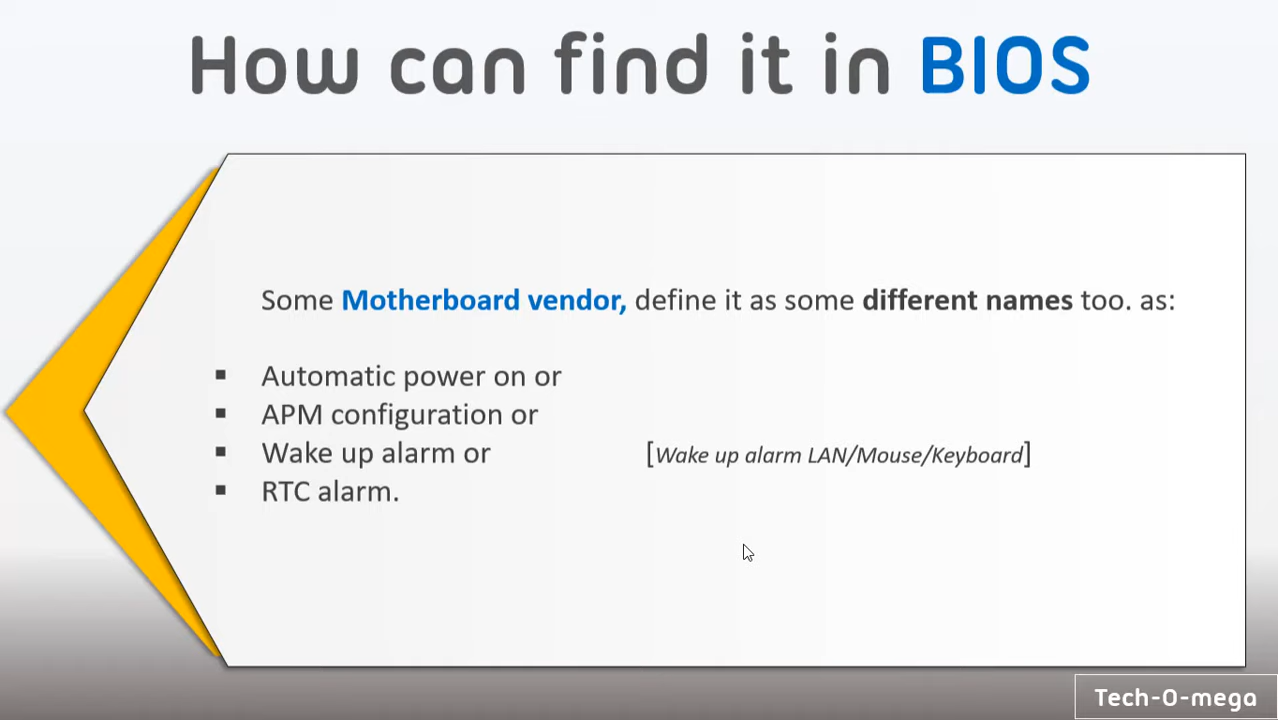 How can find it in BIOS
Some Motherboard vendor, define it as some different names too. as:
▪ Automatic power on or
▪ APM configuration or
▪ Wake up alarm or [Wake up alarm LAN/Mouse/Keyboard]
▪ RTC alarm.
Tech-O-mega